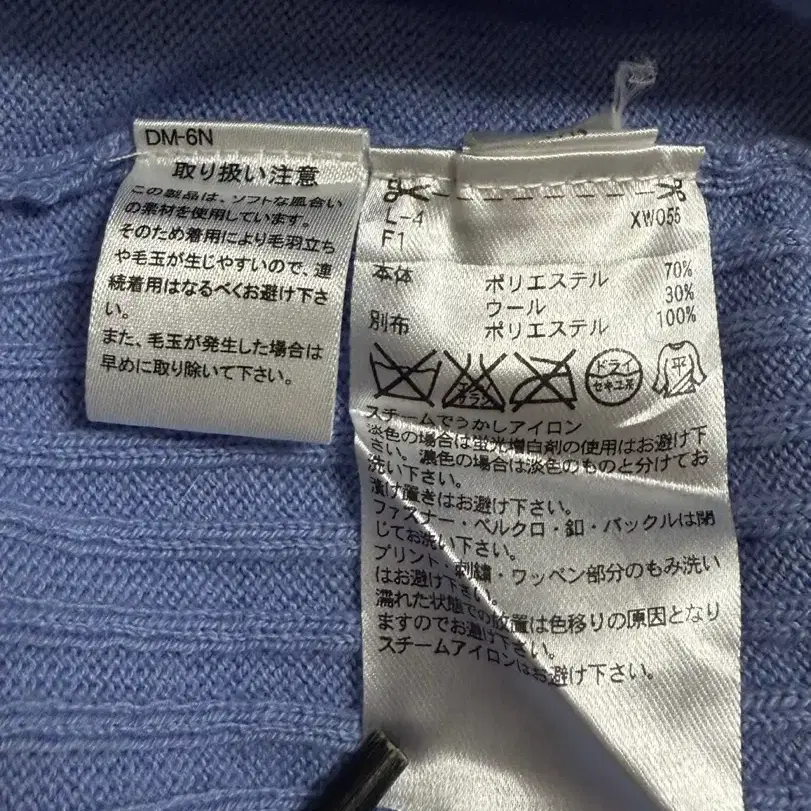 DM-6N
取り扱い注意
この製品は、ソフトな風合い
の素材を使用しています。
そのため着用により毛羽立ち
や毛玉が生じやすいので、連
続着用はなるべくお避け下さ
い。
また、毛玉が発生した場合は
早めに取り除いて下さい。
L-4 XW055
F1
本体 ポリエステル 70%
ウール 30%
別布 ポリエステル 100%
エンソ
サラシ
ドライ
セキユ系
平
スチームでうかしアイロン
淡色の場合は蛍光増白剤の使用はお避け下
さい。濃色の場合は淡色のものと分けてお
洗い下さい。
漬け置きはお避け下さい。
ファスナー・ベルクロ・釦・バックルは閉
じてお洗い下さい。
プリント・刺繍・ワッペン部分のもみ洗い
はお避け下さい。
濡れた状態での放置は色移りの原因となり
ますのでお避け下さい。
スチームアイロンはお避け下さい。